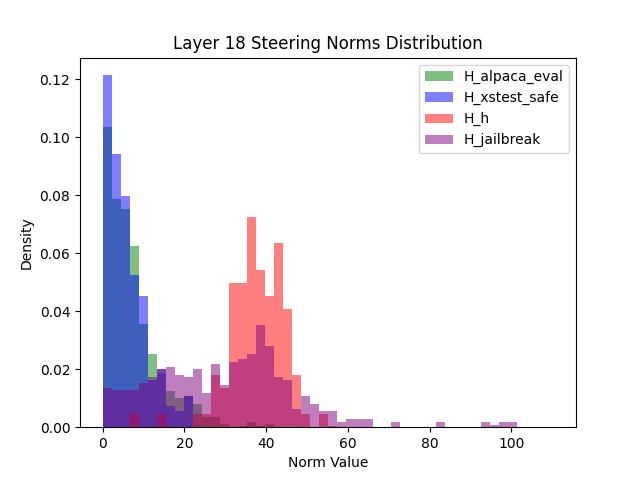 Layer 18 Steering Norms Distribution
H_alpaca_eval
H_xstest_safe
H_h
H_jailbreak
Density
0.12
0.10
0.08
0.06
0.04
0.02
0.00
0
20
40
60
80
100
Norm Value